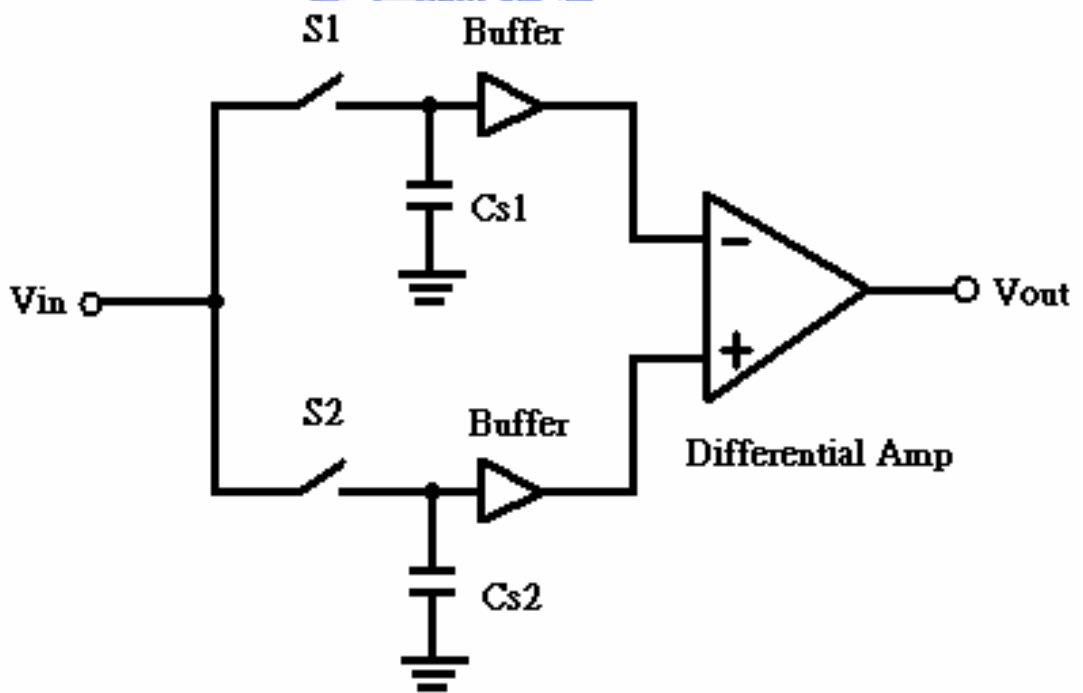 S1
Buffer
Cs1
Vin
Vout
S2
Buffer
Differential Amp
Cs2